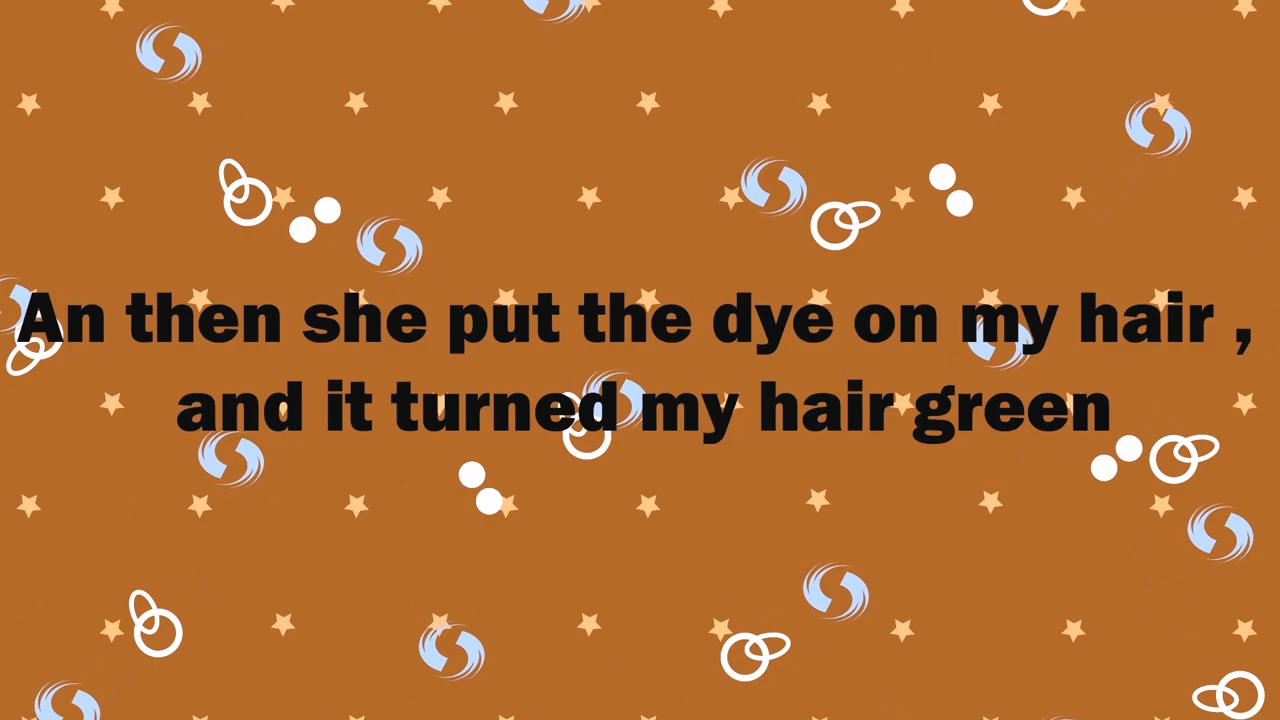 An then she put the dye on my hair ,
and it turned my hair green